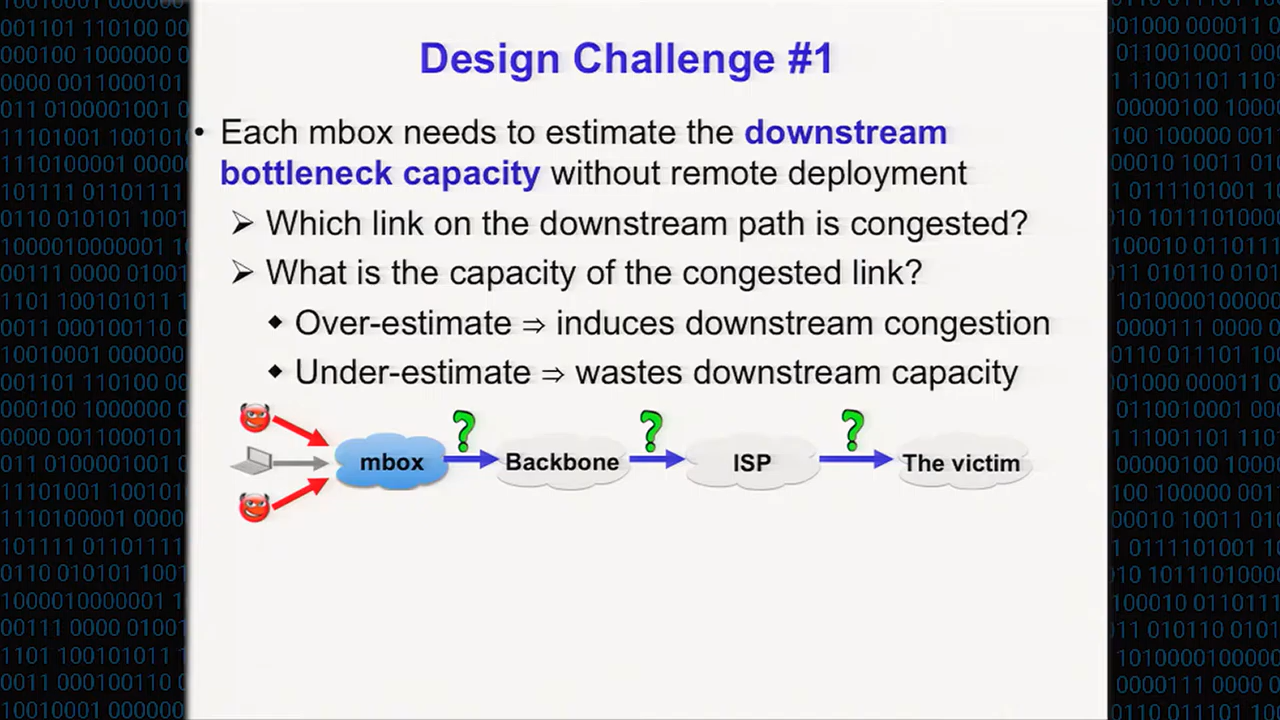 Design Challenge #1
• Each mbox needs to estimate the downstream
bottleneck capacity without remote deployment
➢ Which link on the downstream path is congested?
➢ What is the capacity of the congested link?
◆ Over-estimate ⇒ induces downstream congestion
◆ Under-estimate ⇒ wastes downstream capacity
? ? ?
mbox Backbone ISP The victim